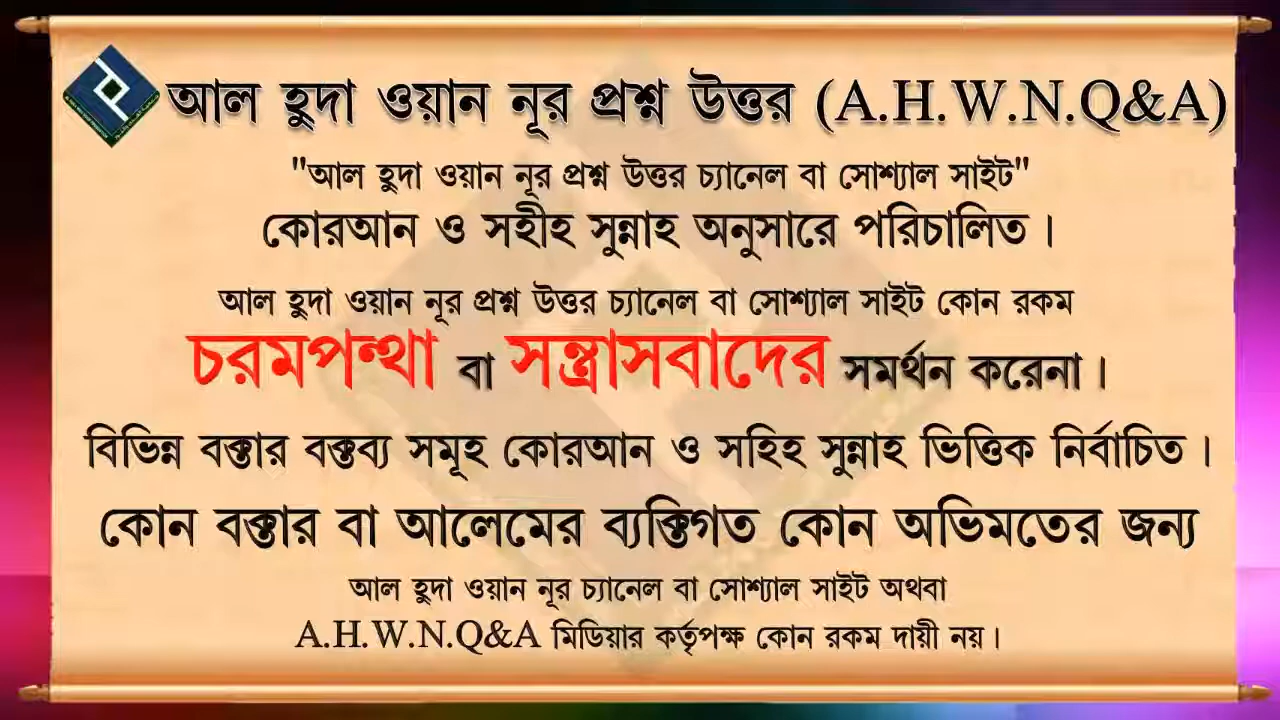 আল হুদা ওয়ান নূর প্রশ্ন উত্তর (A.H.W.N.Q&A)
"আল হুদা ওয়ান নূর প্রশ্ন উত্তর চ্যানেল বা সোশ্যাল সাইট"
কোরআন ও সহীহ সুন্নাহ অনুসারে পরিচালিত।
আল হুদা ওয়ান নূর প্রশ্ন উত্তর চ্যানেল বা সোশ্যাল সাইট কোন রকম
চরমপন্থা বা সন্ত্রাসবাদের সমর্থন করেনা।
বিভিন্ন বক্তার বক্তব্য সমূহ কোরআন ও সহিহ সুন্নাহ ভিত্তিক নির্বাচিত।
কোন বক্তার বা আলেমের ব্যক্তিগত কোন অভিমতের জন্য
আল হুদা ওয়ান নূর চ্যানেল বা সোশ্যাল সাইট অথবা
A.H.W.N.Q&A মিডিয়ার কর্তৃপক্ষ কোন রকম দায়ী নয়।